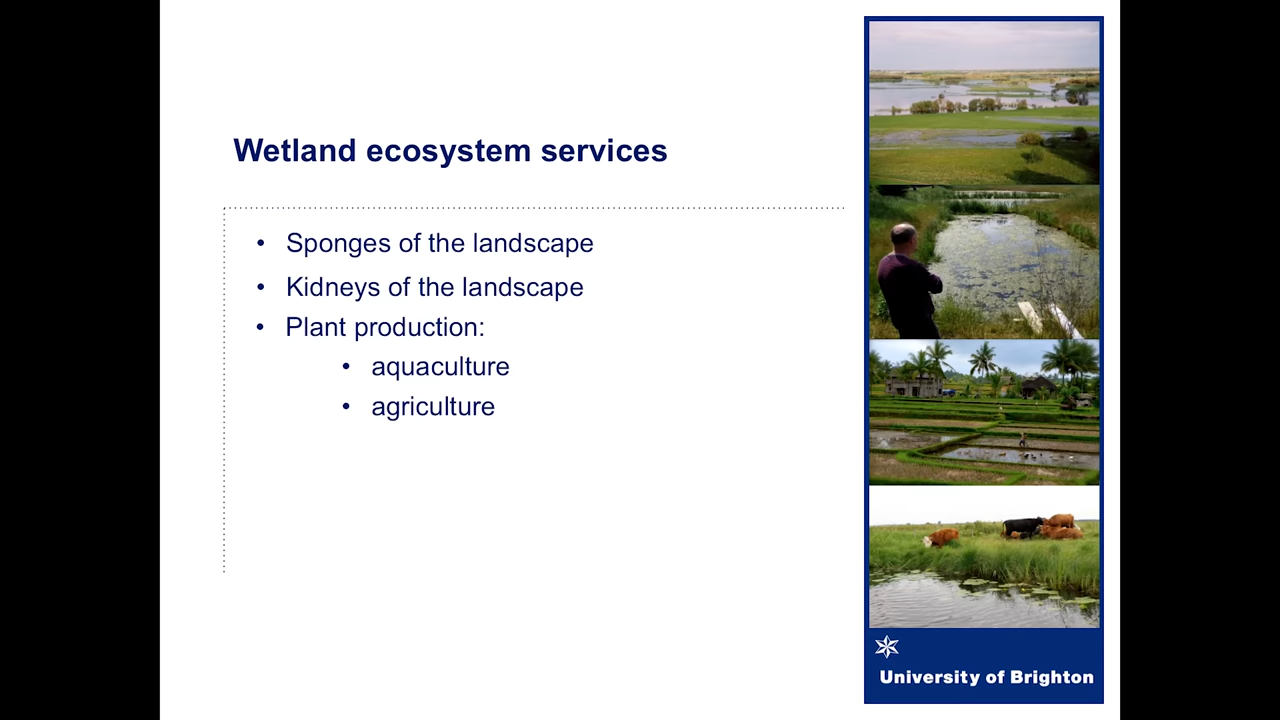 Wetland ecosystem services
• Sponges of the landscape
• Kidneys of the landscape
• Plant production:
• aquaculture
• agriculture
University of Brighton